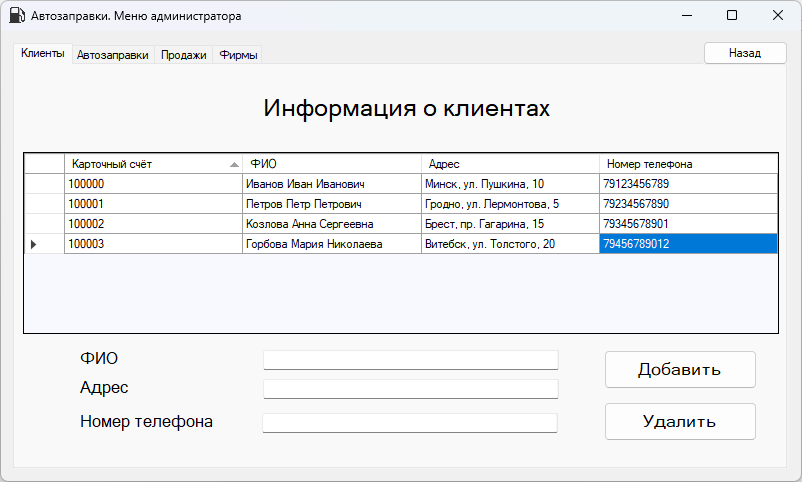 Автозаправки. Меню администратора
Клиенты Автозаправки Продажи Фирмы Назад
Информация о клиентах
Карточный счёт ФИО Адрес Номер телефона
100000 Иванов Иван Иванович Минск, ул. Пушкина, 10 79123456789
100001 Петров Петр Петрович Гродно, ул. Лермонтова, 5 79234567890
100002 Козлова Анна Сергеевна Брест, пр. Гагарина, 15 79345678901
100003 Горбова Мария Николаева Витебск, ул. Толстого, 20 79456789012
ФИО
Добавить
Адрес
Номер телефона Удалить